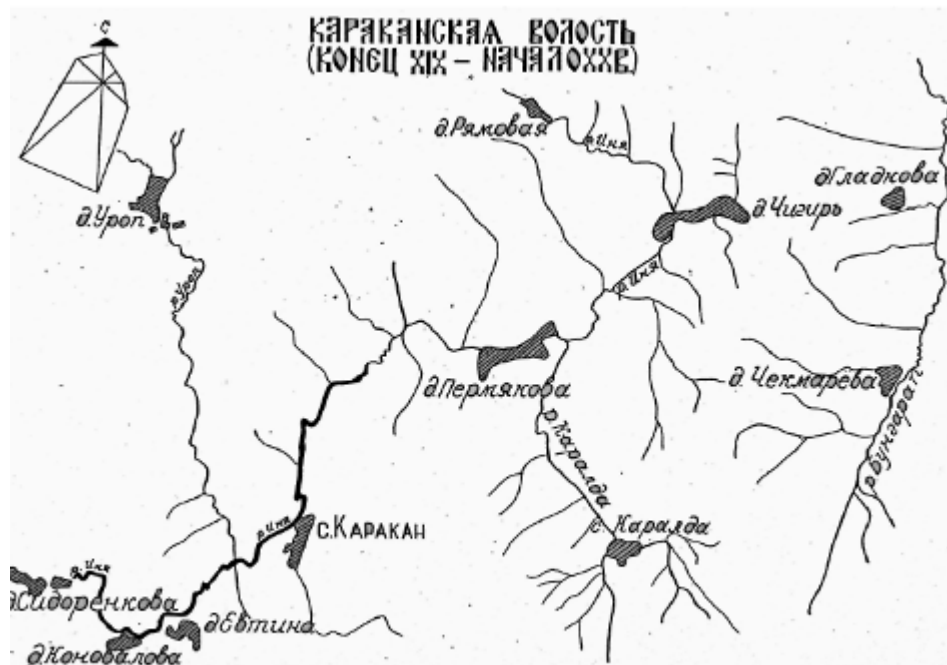 КАРАКАНСКАЯ ВОЛОСТЬ
(КОНЕЦ XIX – НАЧАЛО XX В.)
С
д.Рямовая
р.Иня
д.Гладкова
д.Чигирь
д.Уроп
р.Иня
р.Уроп
д.Пермякова
д.Чекмарева
р.Каралда
р.Бундарап
с.Каралда
с.КАРАКАН
р.Иня
р.Иня
д.Сидоренкова
д.Евтина
д.Коновалова